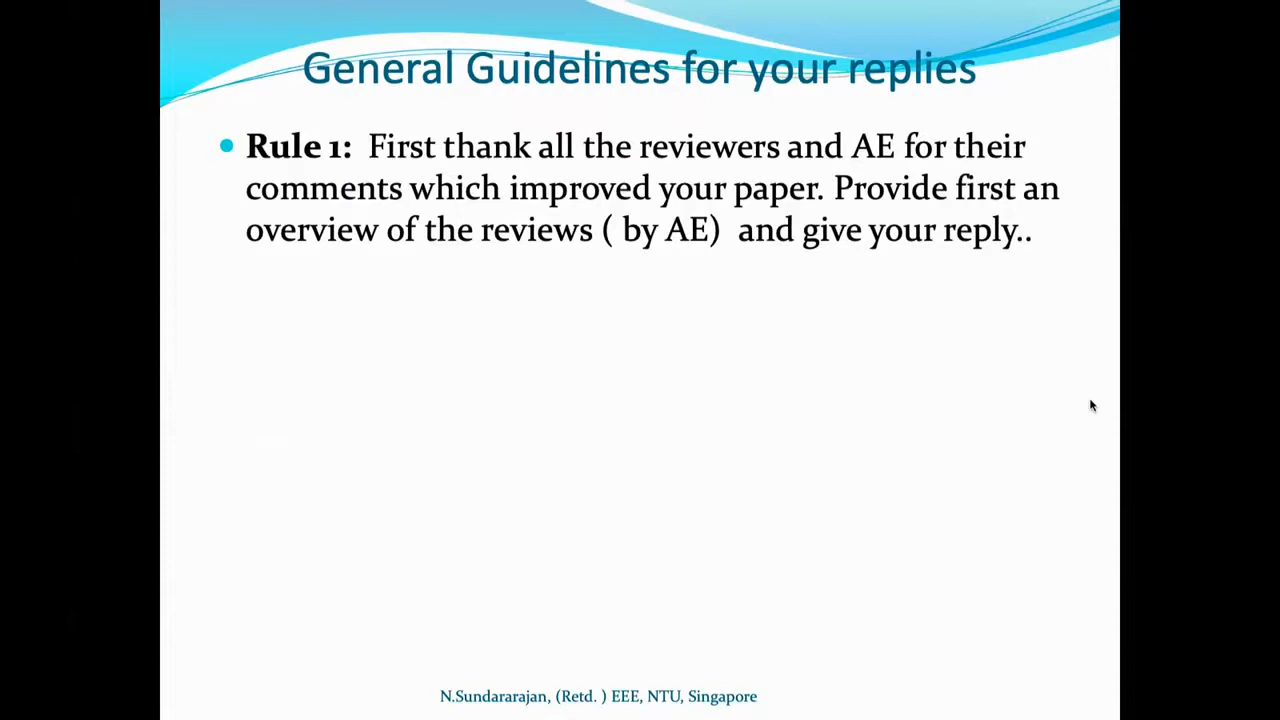 General Guidelines for your replies
• Rule 1: First thank all the reviewers and AE for their
comments which improved your paper. Provide first an
overview of the reviews ( by AE) and give your reply..
N.Sundararajan, (Retd. ) EEE, NTU, Singapore